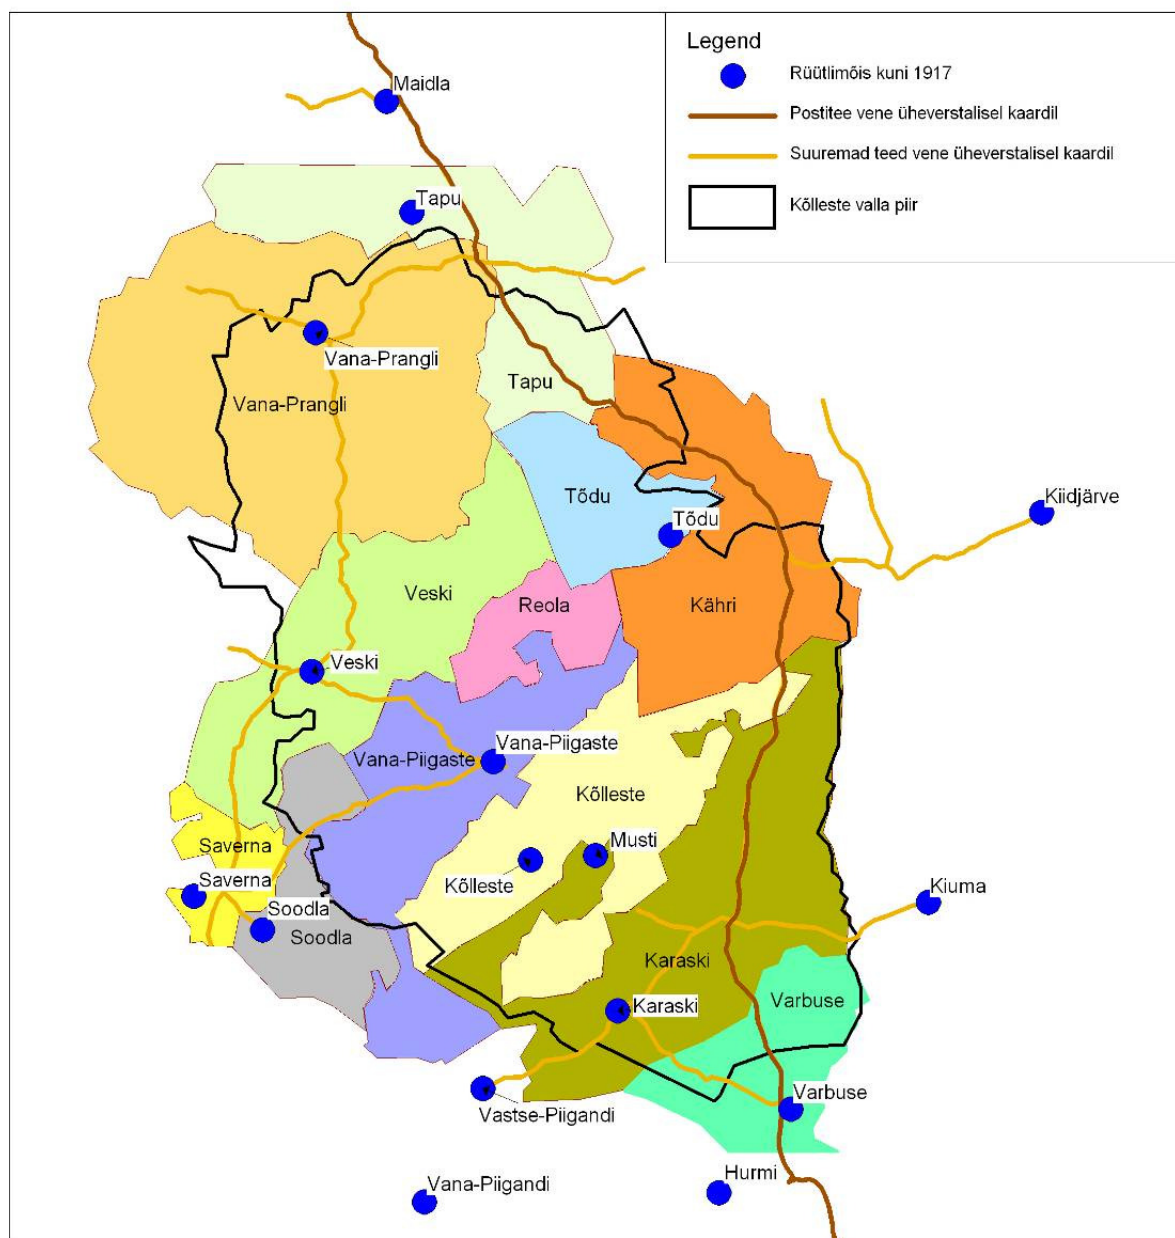 Legend
Rüütlimõis kuni 1917
Postitee vene üheverstalisel kaardil
Suuremad teed vene üheverstalisel kaardil
Kõlleste valla piir
Maidla
Tapu
Vana-Prangli
Vana-Prangli
Tapu
Tõdu
Kiidjärve
Tõdu
Veski
Reola
Kähri
Veski
Vana-Piigaste
Vana-Piigaste
Kõlleste
Musti
Saverna
Saverna
Kõlleste
Kiuma
Soodla
Soodla
Karaski
Varbuse
Karaski
Varbuse
Vastse-Piigandi
Hurmi
Vana-Piigandi